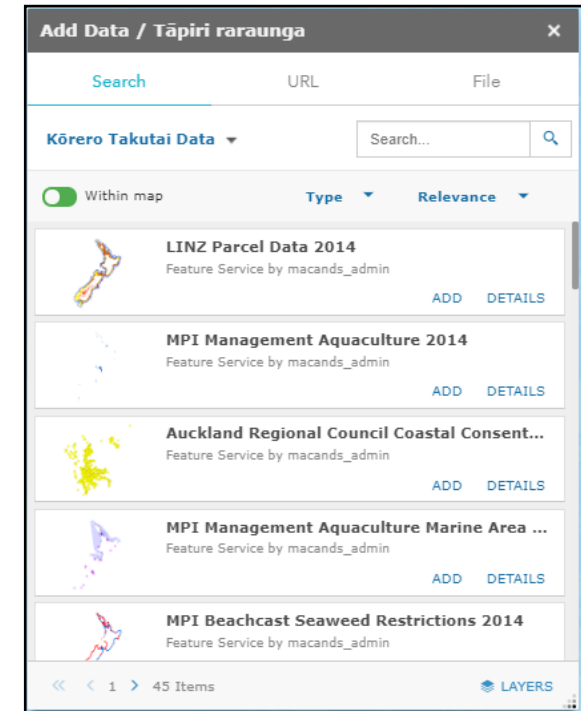 Add Data / Tāpiri raraunga ×
Search URL File
Kōrero Takutai Data
Search...
Within map Type Relevance
LINZ Parcel Data 2014
Feature Service by macands_admin
ADD DETAILS
MPI Management Aquaculture 2014
Feature Service by macands_admin
ADD DETAILS
Auckland Regional Council Coastal Consent...
Feature Service by macands_admin
ADD DETAILS
MPI Management Aquaculture Marine Area ...
Feature Service by macands_admin
ADD DETAILS
MPI Beachcast Seaweed Restrictions 2014
Feature Service by macands_admin
« < 1 > 45 Items LAYERS